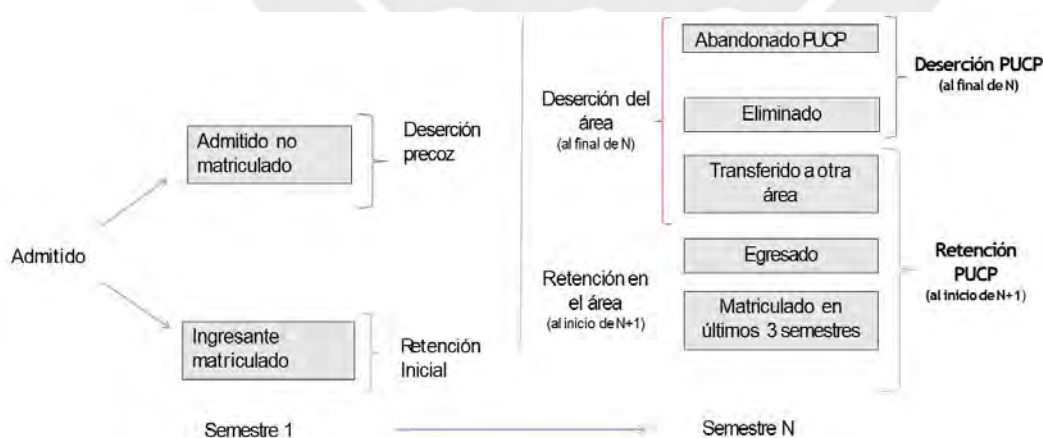 Admitido
Admitido no
matriculado
Deserción
precoz
Ingresante
matriculado
Retención
Inicial
Semestre 1
Deserción del
área
(al final de N)
Retención en
el área
(al inicio de N+1)
Abandonado PUCP
Eliminado
Transferido a otra
área
Egresado
Matriculado en
últimos 3 semestres
Semestre N
Deserción PUCP
(al final de N)
Retención
PUCP
(al inicio de N+1)